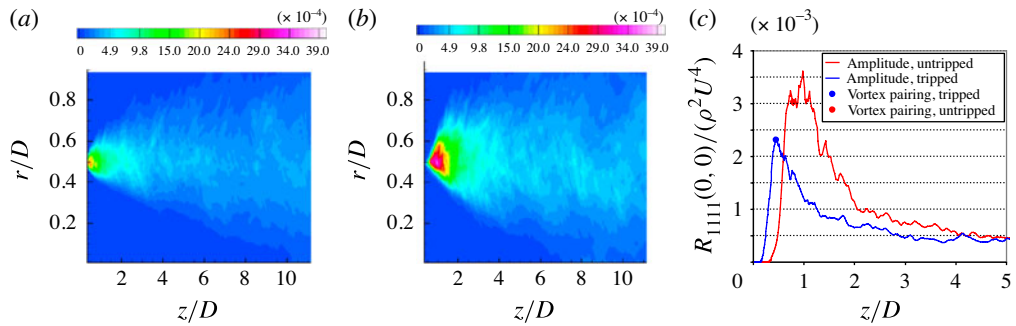 (a)
(× 10⁻⁴)
0 4.9 9.8 15.0 20.0 24.0 29.0 34.0 39.0
r/D
0.8
0.6
0.4
0.2
2 4 6 8 10
z/D
(b)
(× 10⁻⁴)
0 4.9 9.8 15.0 20.0 24.0 29.0 34.0 39.0
r/D
0.8
0.6
0.4
0.2
2 4 6 8 10
z/D
(c)
(× 10⁻³)
R₁₁₁₁(0, 0)/(ρ²U⁴)
4
3
2
1
0
Amplitude, untripped
Amplitude, tripped
Vortex pairing, tripped
Vortex pairing, untripped
1 2 3 4 5
z/D